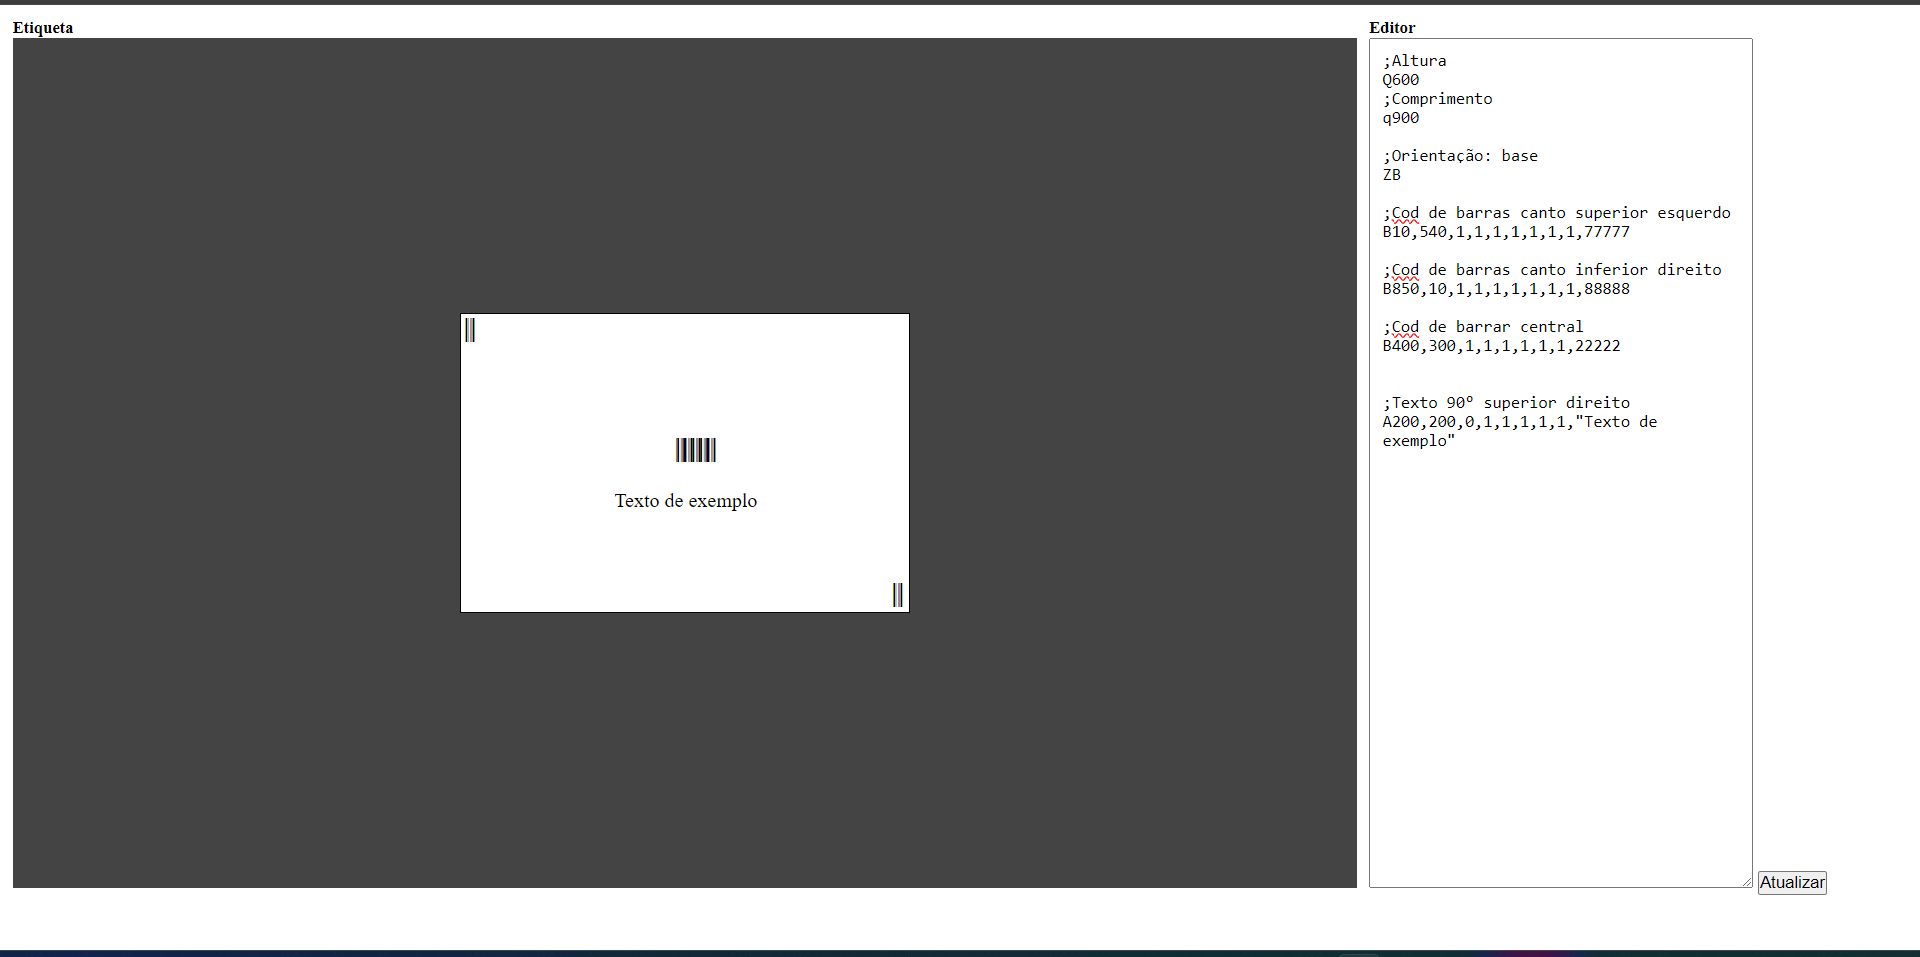 Etiqueta
Texto de exemplo
Editor
;Altura
Q600
;Comprimento
q900
;Orientação: base
ZB
;Cod de barras canto superior esquerdo
B10,540,1,1,1,1,1,1,1,77777
;Cod de barras canto inferior direito
B850,10,1,1,1,1,1,1,1,88888
;Cod de barrar central
B400,300,1,1,1,1,1,1,22222
;Texto 90º superior direito
A200,200,0,1,1,1,1,1,"Texto de
exemplo"
Atualizar